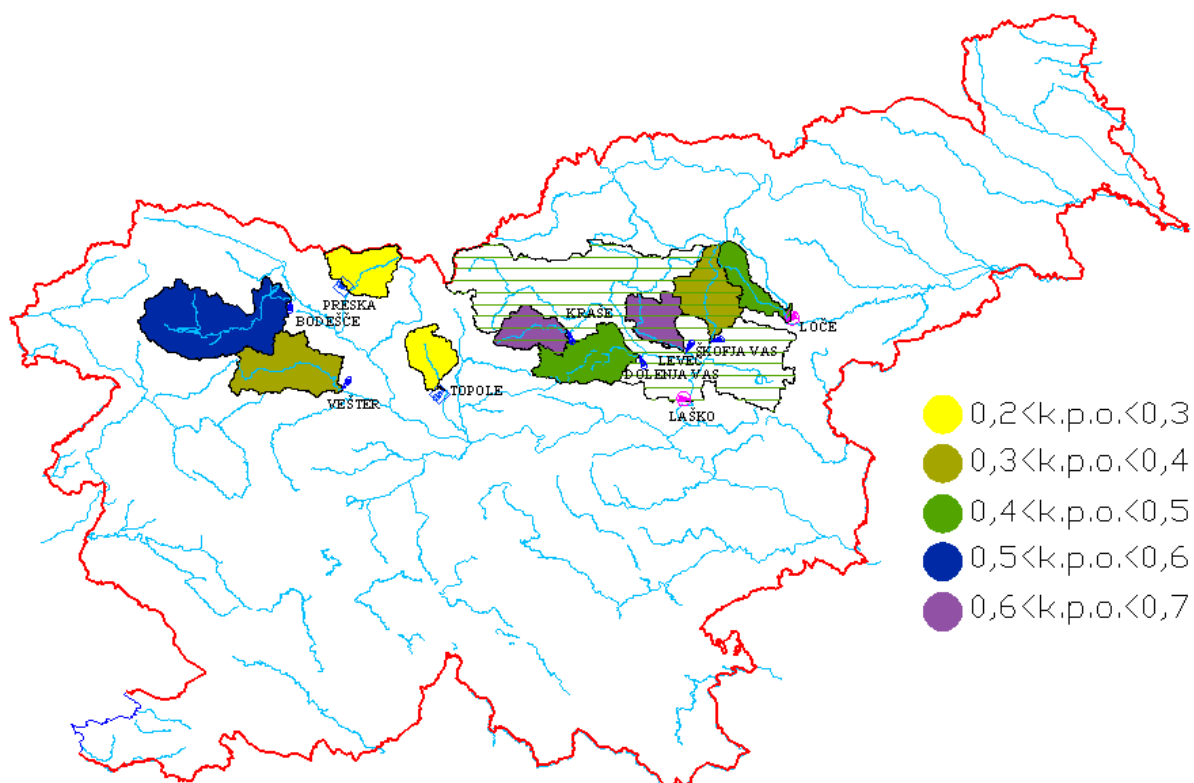 PRESKA
BODEŠČE
KRAŠE
LOČE
ŠKOFJA VAS
LEVEC
DOLENJA VAS
VEŠTER
TOPOLE
LAŠKO
0,2<k.p.o.<0,3
0,3<k.p.o.<0,4
0,4<k.p.o.<0,5
0,5<k.p.o.<0,6
0,6<k.p.o.<0,7